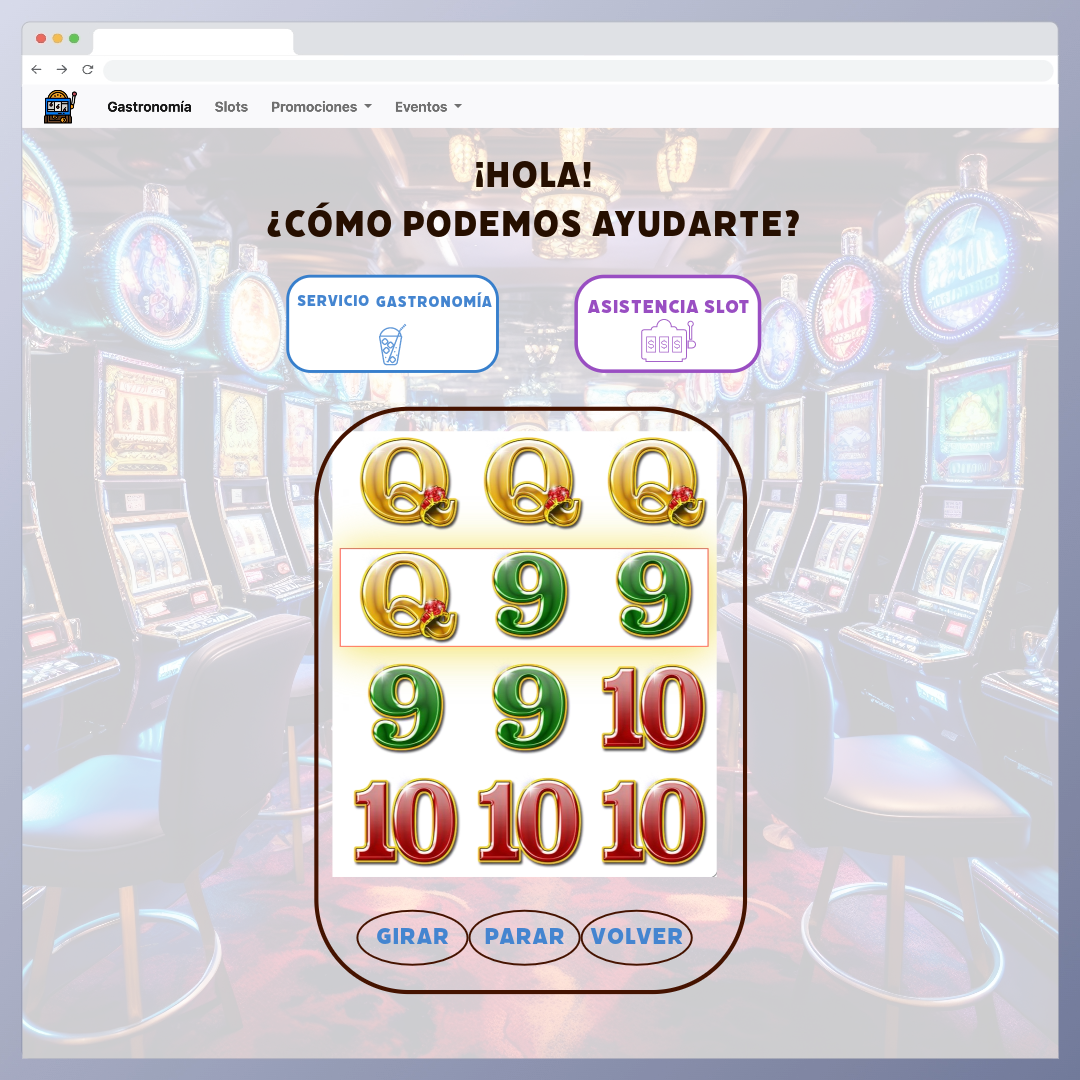 Gastronomía Slots Promociones Eventos
¡HOLA!
¿CÓMO PODEMOS AYUDARTE?
SERVICIO GASTRONOMÍA
ASISTENCIA SLOT
$ $ $
Q Q Q
Q 9 9
9 9 10
10 10 10
GIRAR PARAR VOLVER